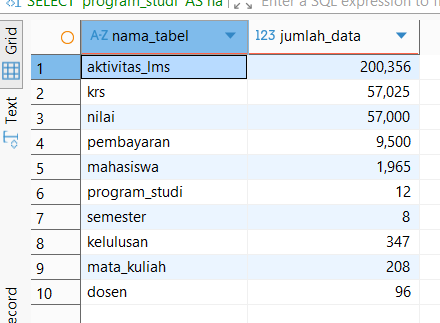 SELECT 'program_studi' AS na
Enter a SQL expression to
Grid
Text
ecord
A-Z nama_tabel
123 jumlah_data
1 aktivitas_lms 200,356
2 krs 57,025
3 nilai 57,000
4 pembayaran 9,500
5 mahasiswa 1,965
6 program_studi 12
7 semester 8
8 kelulusan 347
9 mata_kuliah 208
10 dosen 96